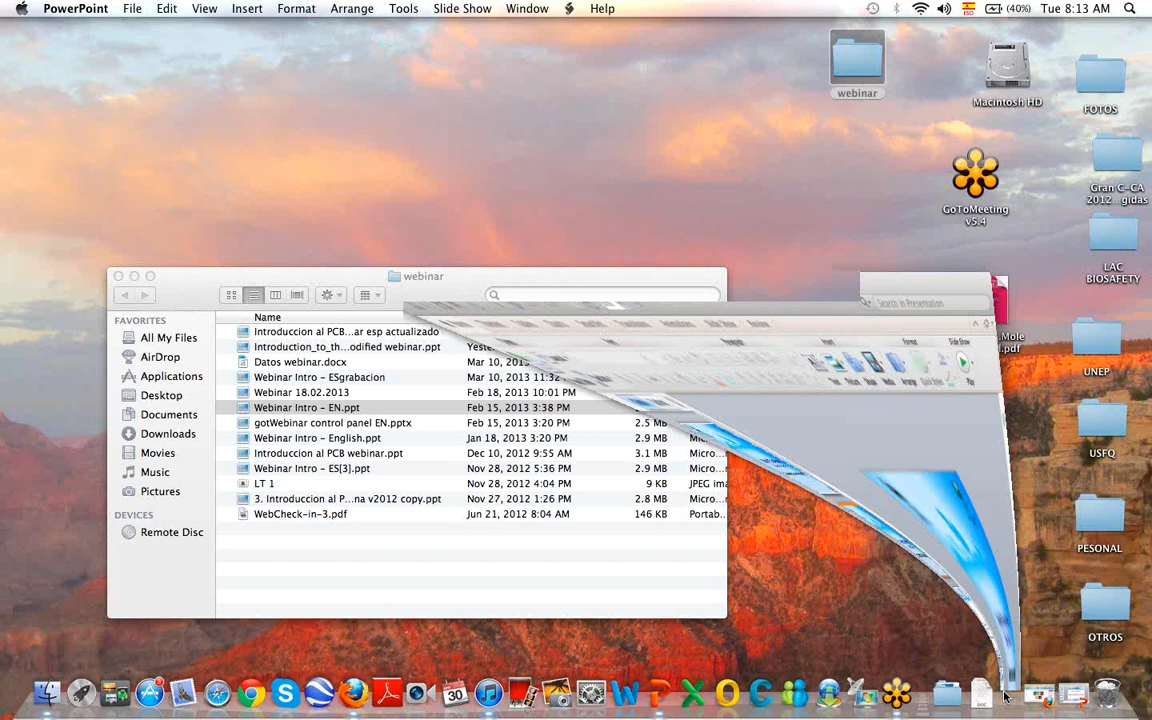 PowerPoint File Edit View Insert Format Arrange Tools Slide Show Window Help (40%) Tue 8:13 AM
webinar
Macintosh HD
FOTOS
GoToMeeting
v5.4
Gran C-CA
2012...gidas
LAC
BIOSAFETY
UNEP
USFQ
PESONAL
OTROS
.Mole
l.pdf
webinar
Search in Presentation
FAVORITES
All My Files
AirDrop
Applications
Desktop
Documents
Downloads
Movies
Music
Pictures
DEVICES
Remote Disc
Name
Introduccion al PCB...ar esp actualizado
Introduction_to_th...odified webinar.ppt Yeste
Datos webinar.docx Mar 10, 2013
Webinar Intro - ESgrabacion Mar 10, 2013 11:32
Webinar 18.02.2013 Feb 18, 2013 10:01 PM
Webinar Intro - EN.ppt Feb 15, 2013 3:38 PM
gotWebinar control panel EN.pptx Feb 15, 2013 3:20 PM 2.5 MB
Webinar Intro - English.ppt Jan 18, 2013 3:20 PM 2.9 MB Micro...
Introduccion al PCB webinar.ppt Dec 10, 2012 9:55 AM 3.1 MB Micro...
Webinar Intro - ES[3].ppt Nov 28, 2012 5:36 PM 2.9 MB Micro...
LT 1 Nov 28, 2012 4:04 PM 9 KB JPEG ima
3. Introduccion al P...na v2012 copy.ppt Nov 27, 2012 1:26 PM 2.8 MB Micro...
WebCheck-in-3.pdf Jun 21, 2012 8:04 AM 146 KB Portab...